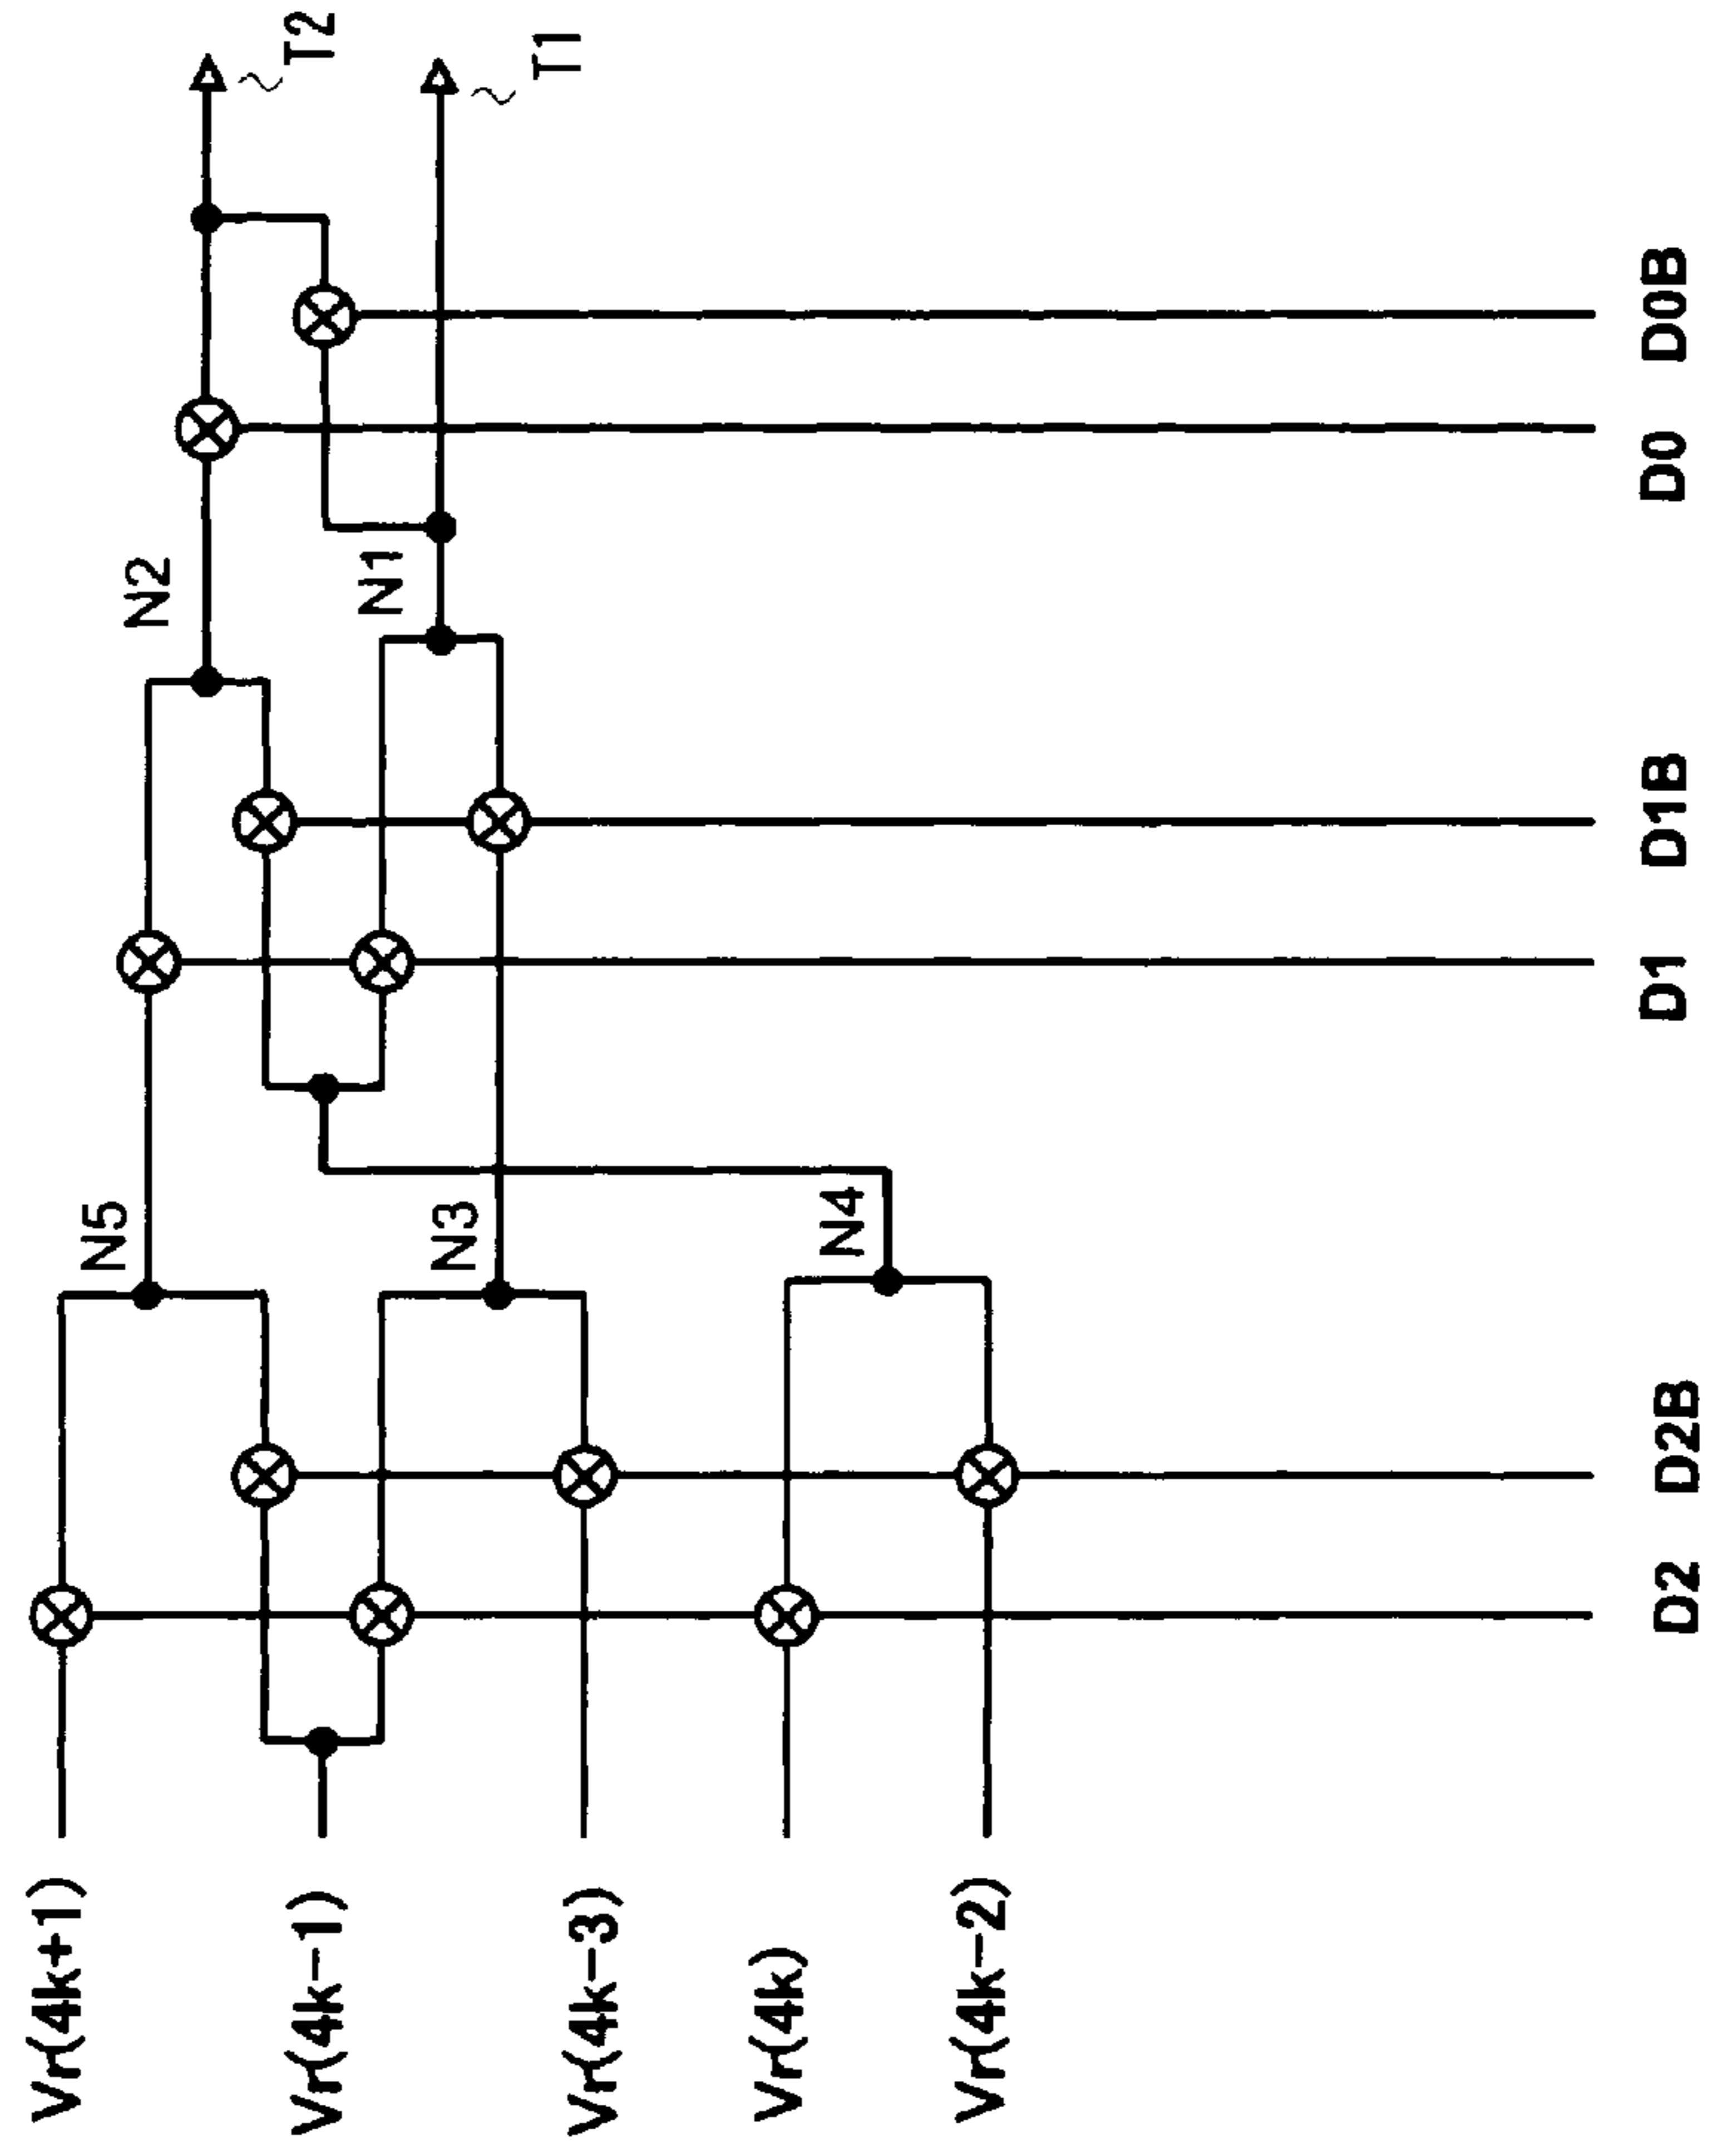 Vr(4k+1)
Vr(4k-1)
Vr(4k-3)
Vr(4k)
Vr(4k-2)
N5
N3
N4
N2
N1
T2
T1
D2
D2B
D1
D1B
D0
D0B